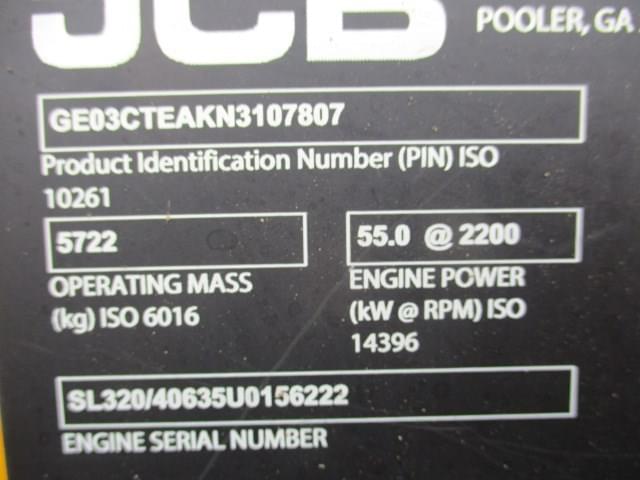 JCB
POOLER, GA
GE03CTEAKN3107807
Product Identification Number (PIN) ISO
10261
5722
55.0 @ 2200
OPERATING MASS
(kg) ISO 6016
ENGINE POWER
(kW @ RPM) ISO
14396
SL320/40635U0156222
ENGINE SERIAL NUMBER